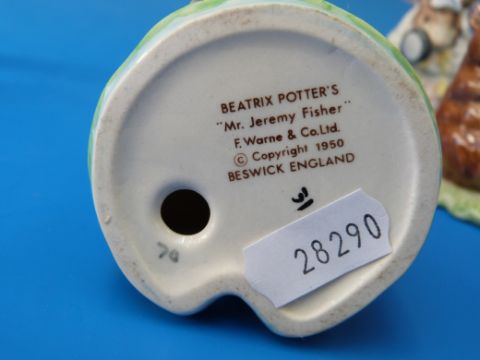 BEATRIX POTTER'S
"Mr. Jeremy Fisher"
F. Warne & Co. Ltd.
© Copyright 1950
BESWICK ENGLAND
28290